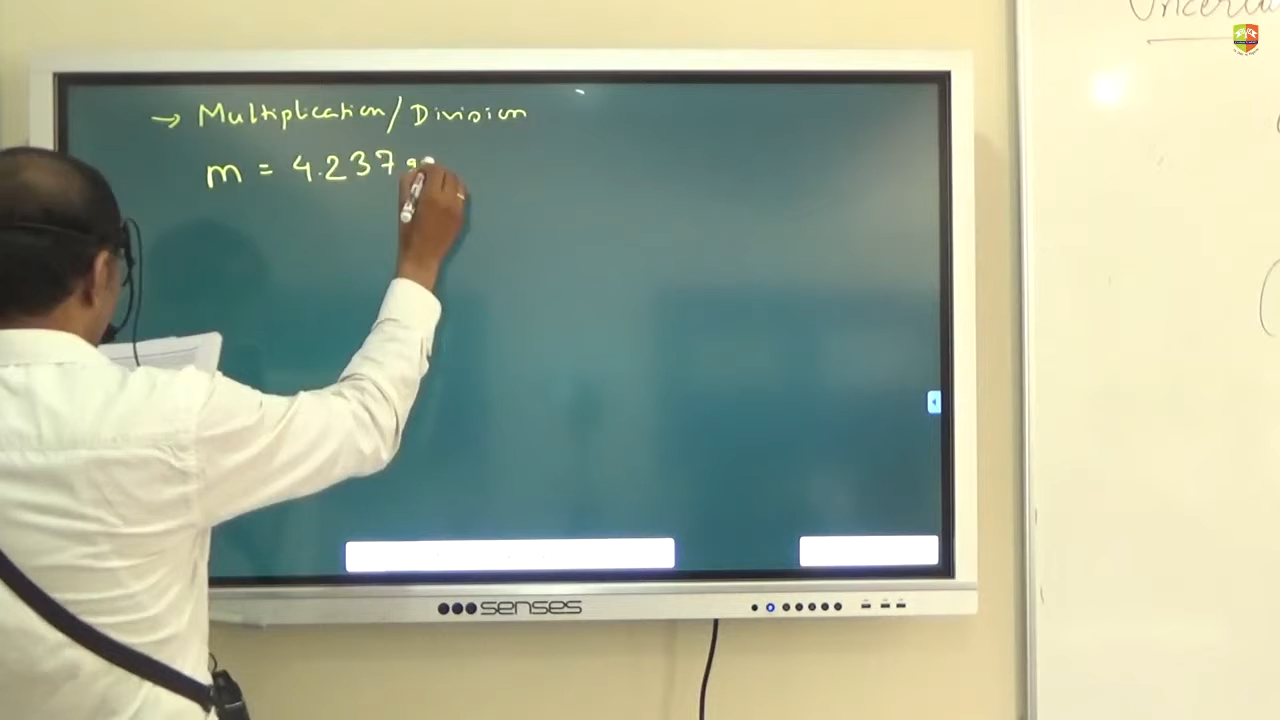 → Multiplication/Division
m = 4.237 g
senses